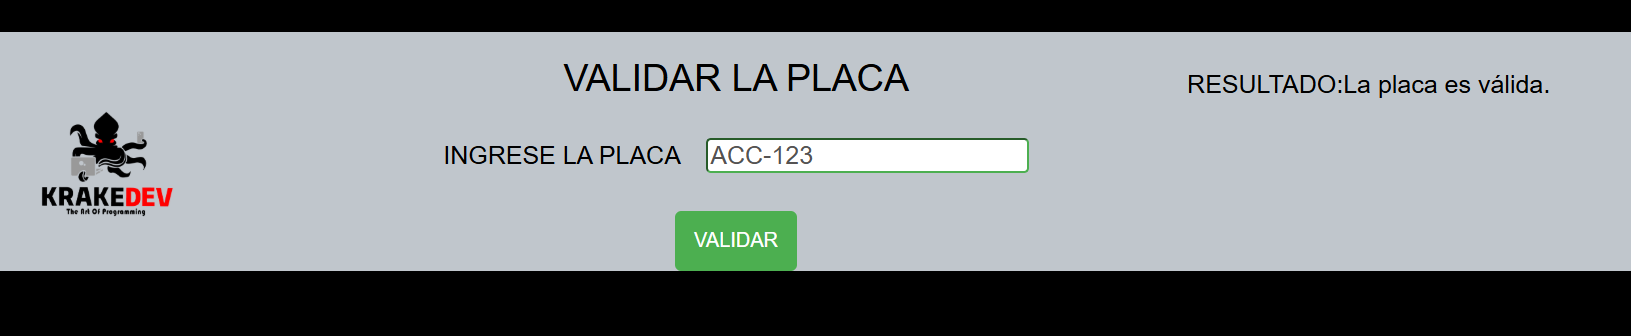 VALIDAR LA PLACA
RESULTADO:La placa es válida.
INGRESE LA PLACA ACC-123
KRAKEDEV
The Art Of Programming
VALIDAR